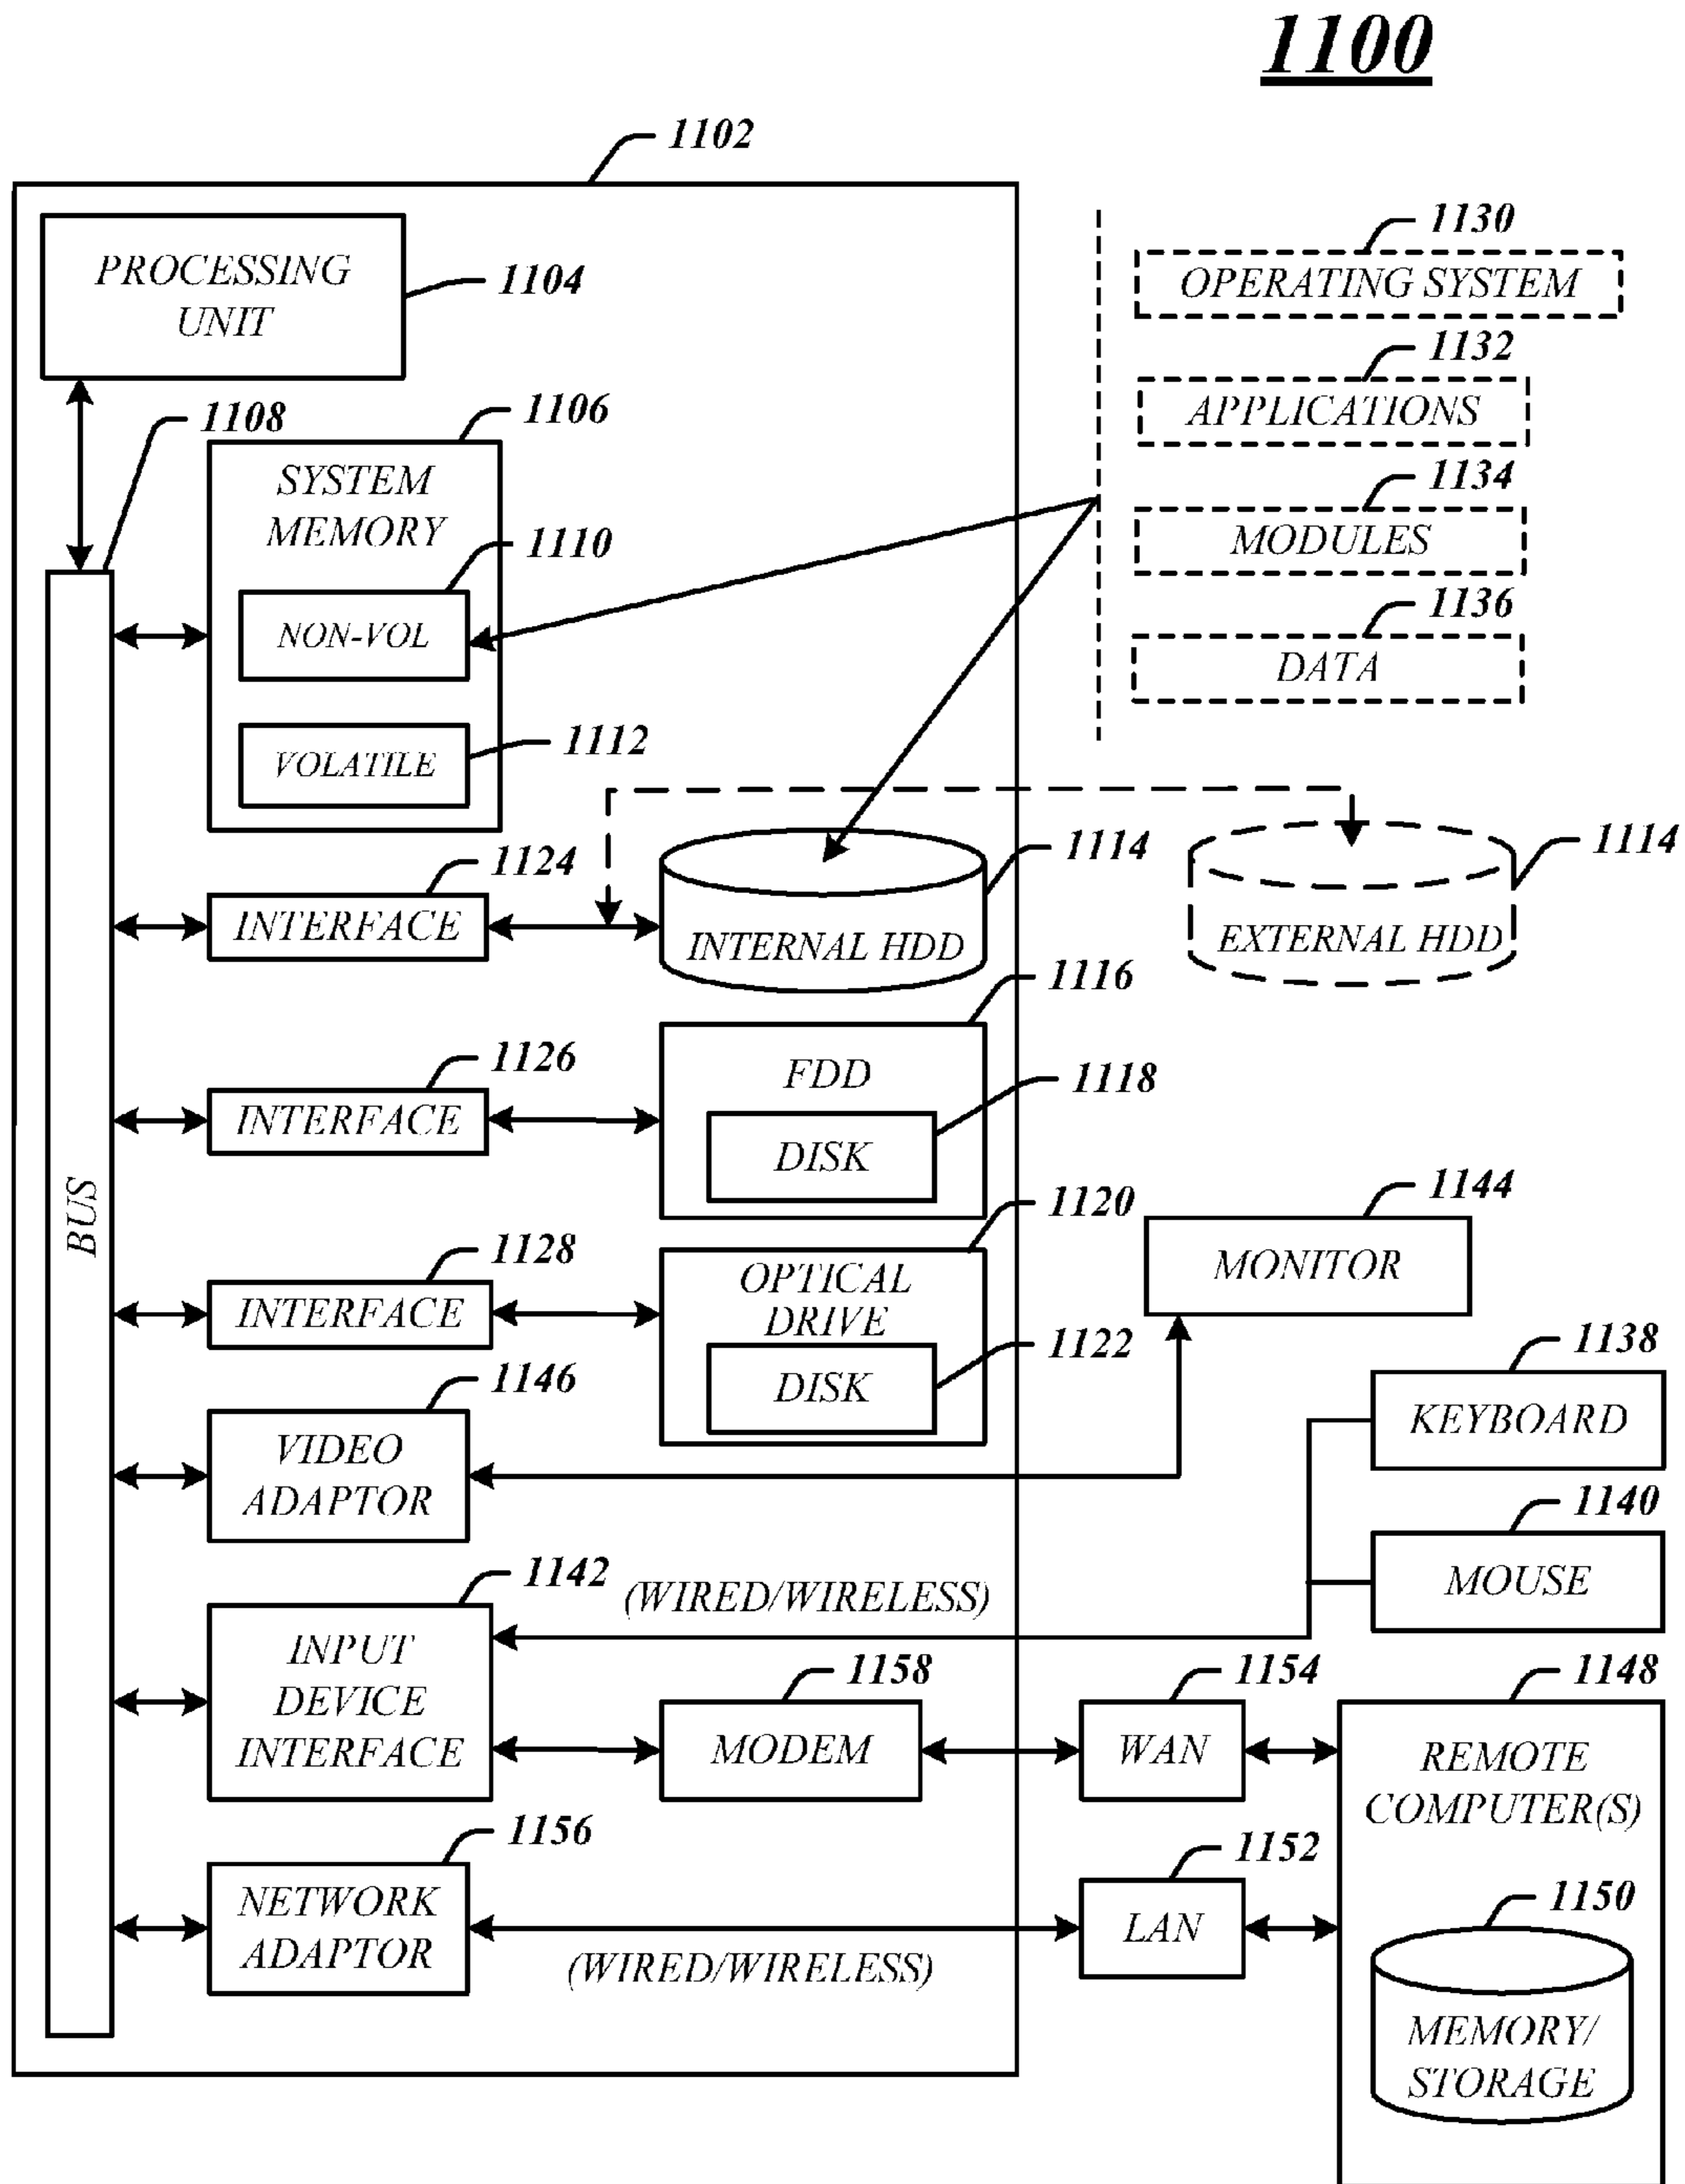 1100
1102
PROCESSING
UNIT
1104
1130
OPERATING SYSTEM
1132
APPLICATIONS
1134
MODULES
1136
DATA
1108
1106
SYSTEM
MEMORY
1110
NON-VOL
1112
VOLATILE
BUS
1124
INTERFACE
1114
INTERNAL HDD
1114
EXTERNAL HDD
1126
INTERFACE
1116
FDD
1118
DISK
1128
INTERFACE
1120
OPTICAL
DRIVE
1122
DISK
1144
MONITOR
1146
VIDEO
ADAPTOR
1138
KEYBOARD
1140
MOUSE
1142
INPUT
DEVICE
INTERFACE
(WIRED/WIRELESS)
1158
MODEM
1154
WAN
1148
REMOTE
COMPUTER(S)
1156
NETWORK
ADAPTOR
(WIRED/WIRELESS)
1152
LAN
1150
MEMORY/
STORAGE